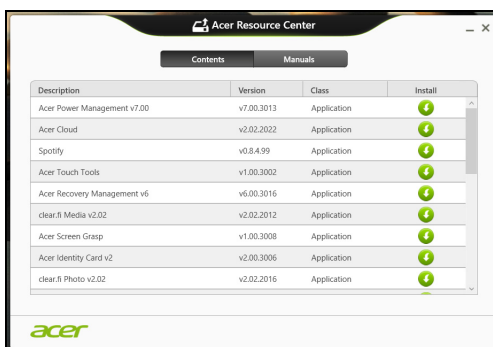 Acer Resource Center
Contents Manuals
Description Version Class Install
Acer Power Management v7.00 v7.00.3013 Application
Acer Cloud v2.02.2022 Application
Spotify v0.8.4.99 Application
Acer Touch Tools v1.00.3002 Application
Acer Recovery Management v6 v6.00.3016 Application
clear.fi Media v2.02 v2.02.2012 Application
Acer Screen Grasp v1.00.3008 Application
Acer Identity Card v2 v2.00.3006 Application
clear.fi Photo v2.02 v2.02.2016 Application
acer